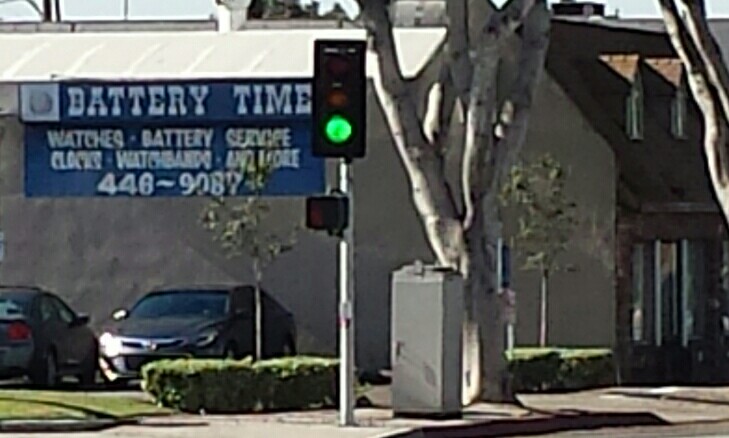 BATTERY TIME
WATCHES · BATTERY SERVICE
CLOCKS · WATCHBANDS · AND MORE
446~9087